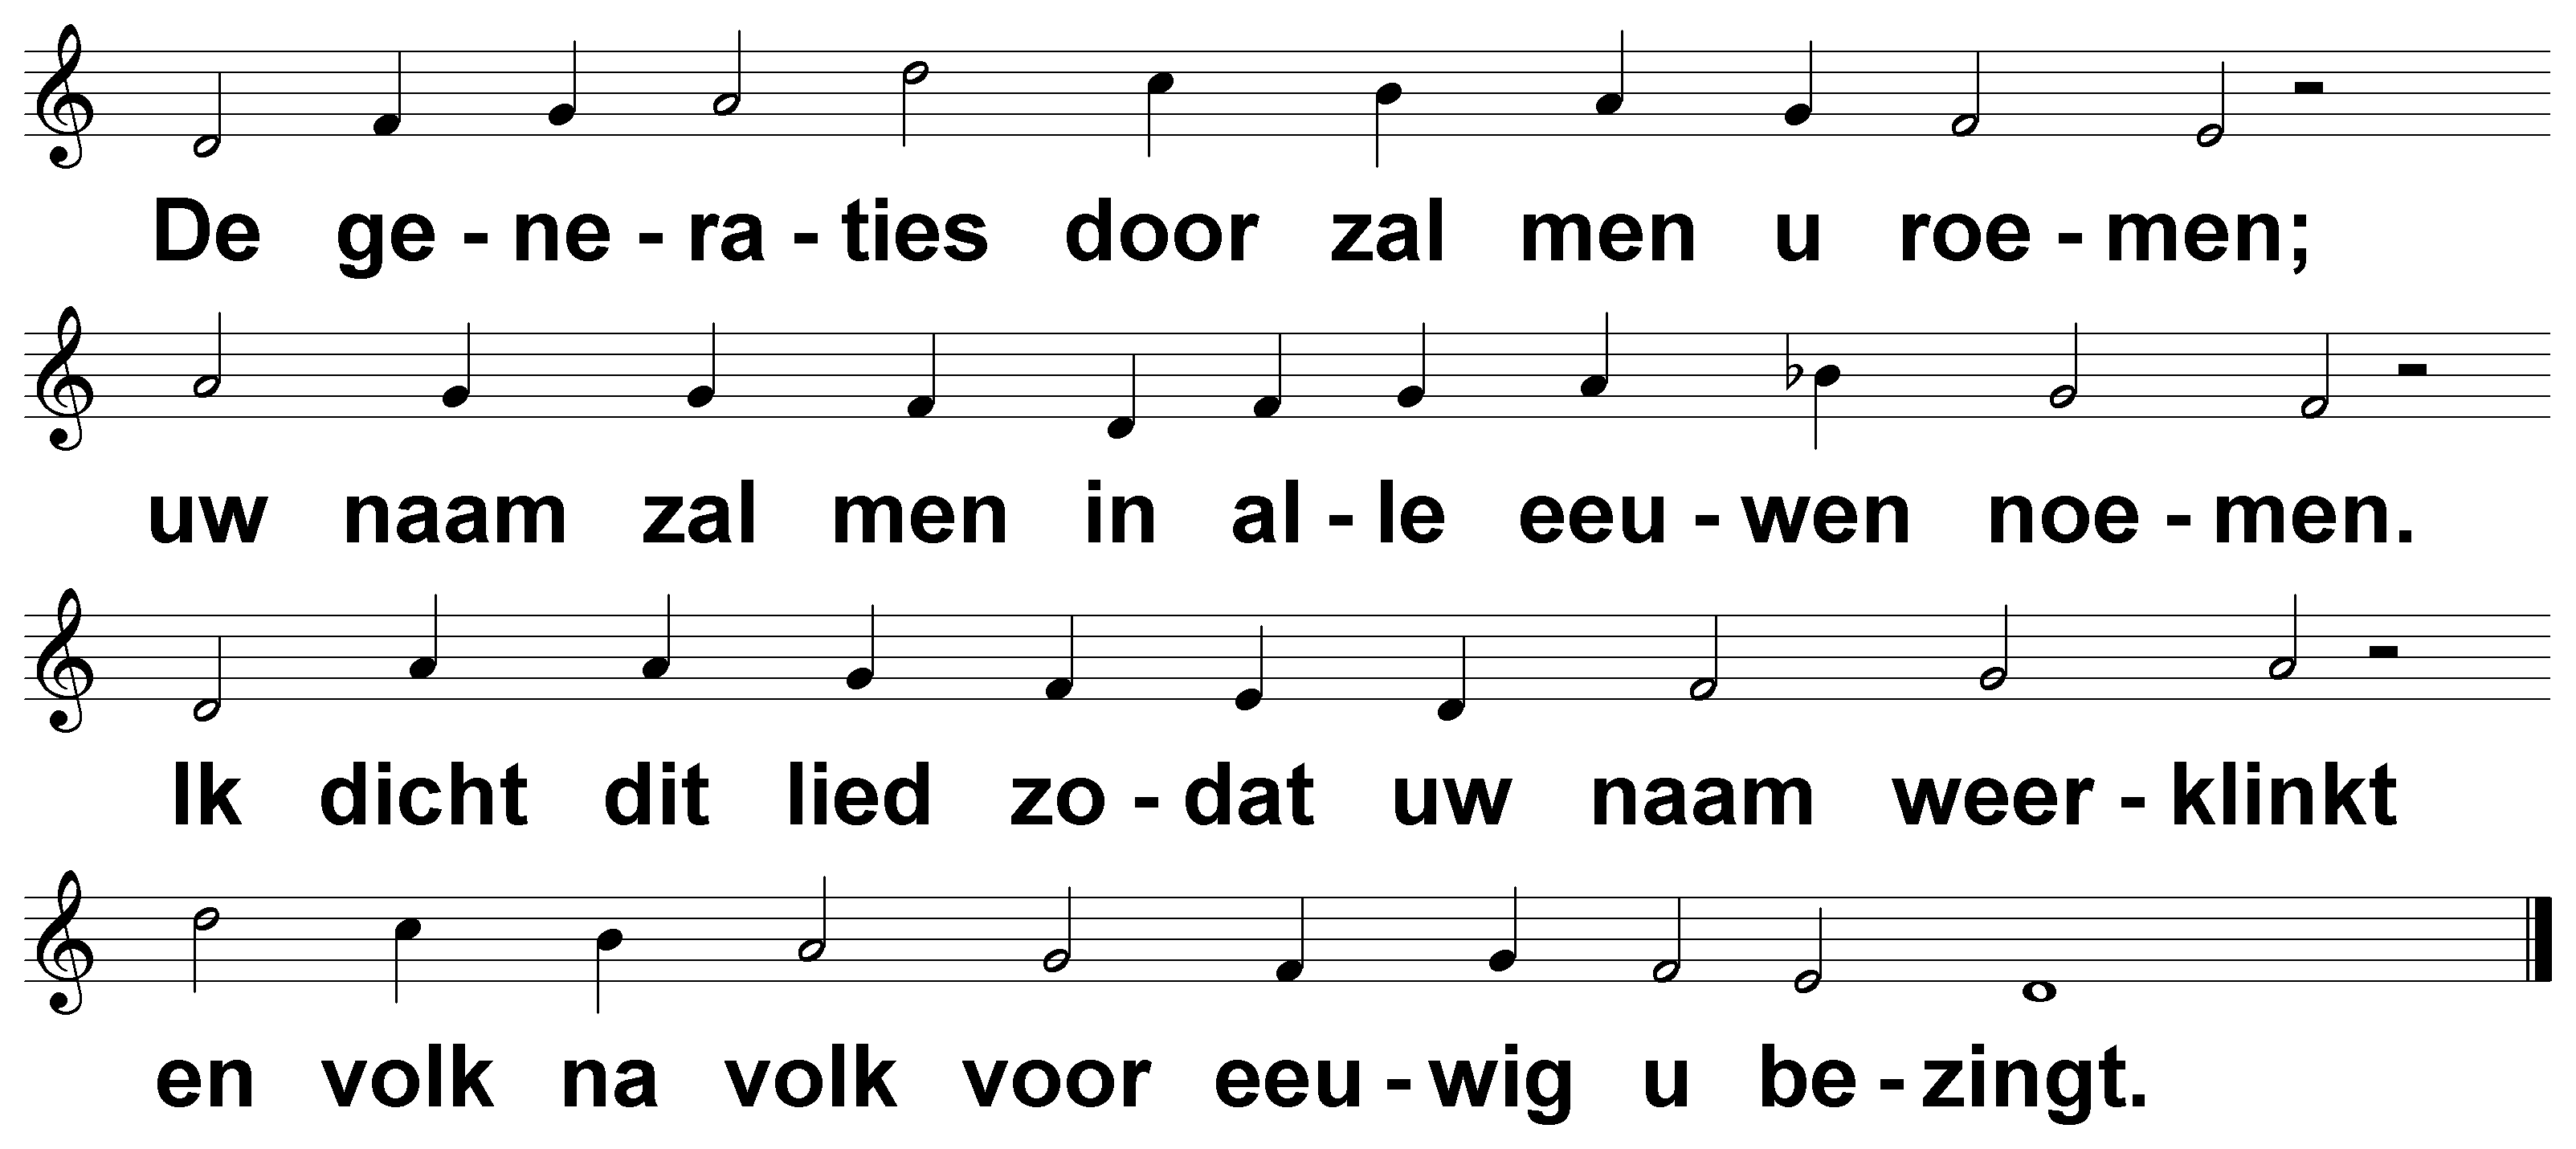 De ge - ne - ra - ties door zal men u roe - men;
uw naam zal men in al - le eeu - wen noe - men.
Ik dicht dit lied zo - dat uw naam weer - klinkt
en volk na volk voor eeu - wig u be - zingt.